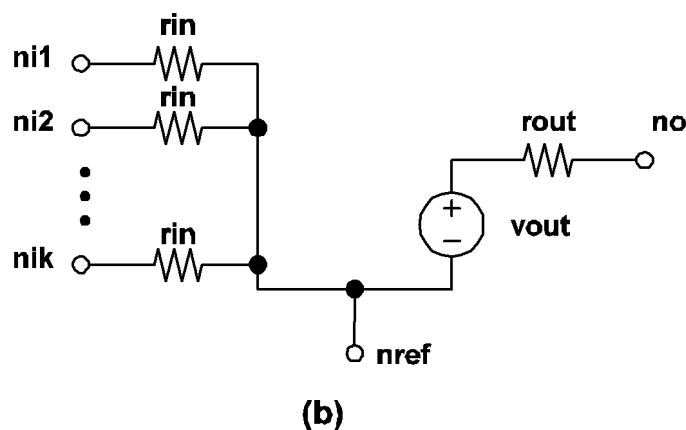 rin
ni1
rin
ni2
rout
no
rin
vout
nik
nref
(b)
+
−